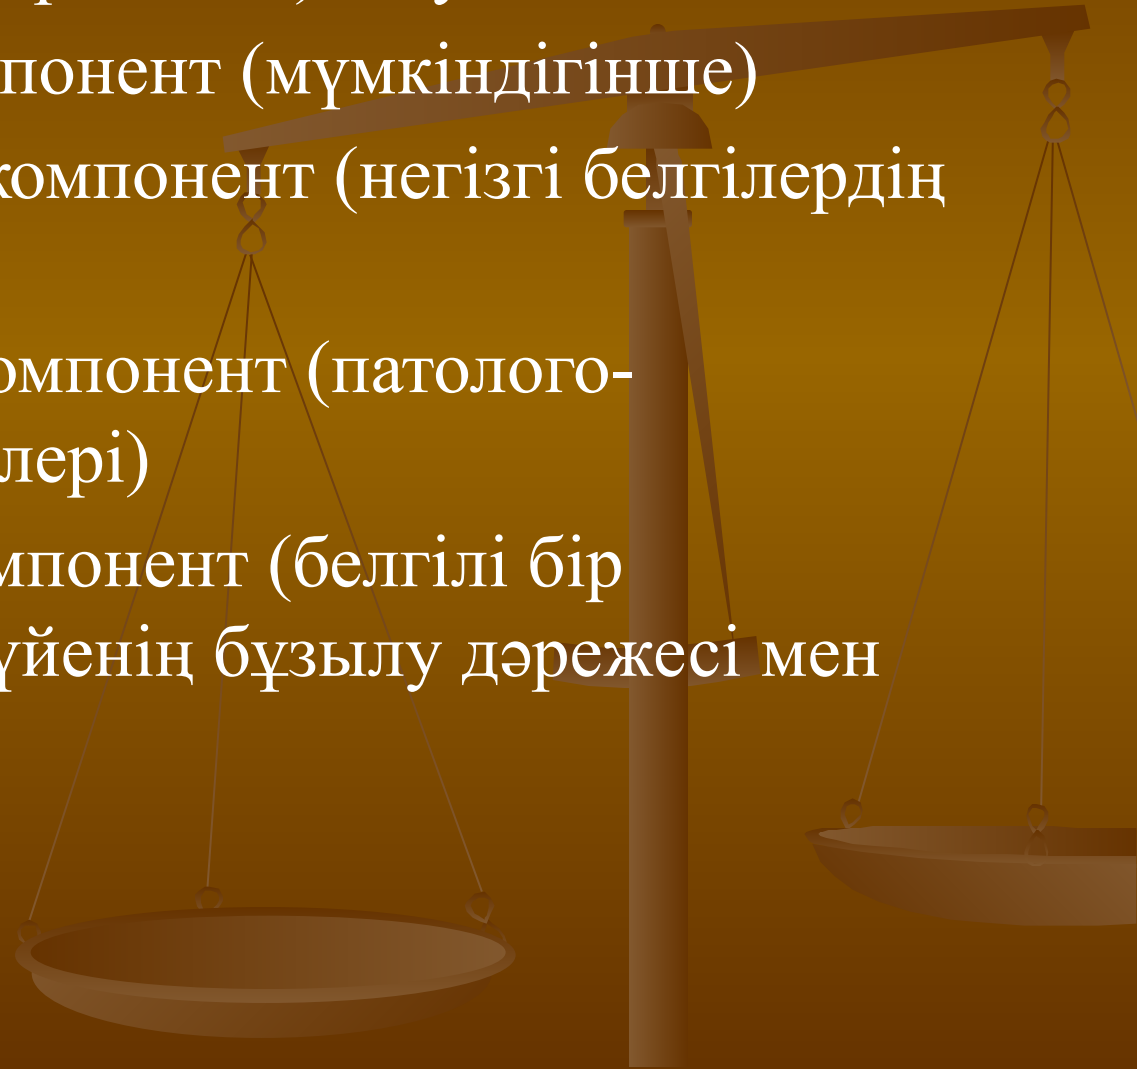 понент (мүмкіндігінше)
компонент (негізгі белгілердің
омпонент (патолого-
лері)
мпонент (белгілі бір
үйенің бұзылу дәрежесі мен